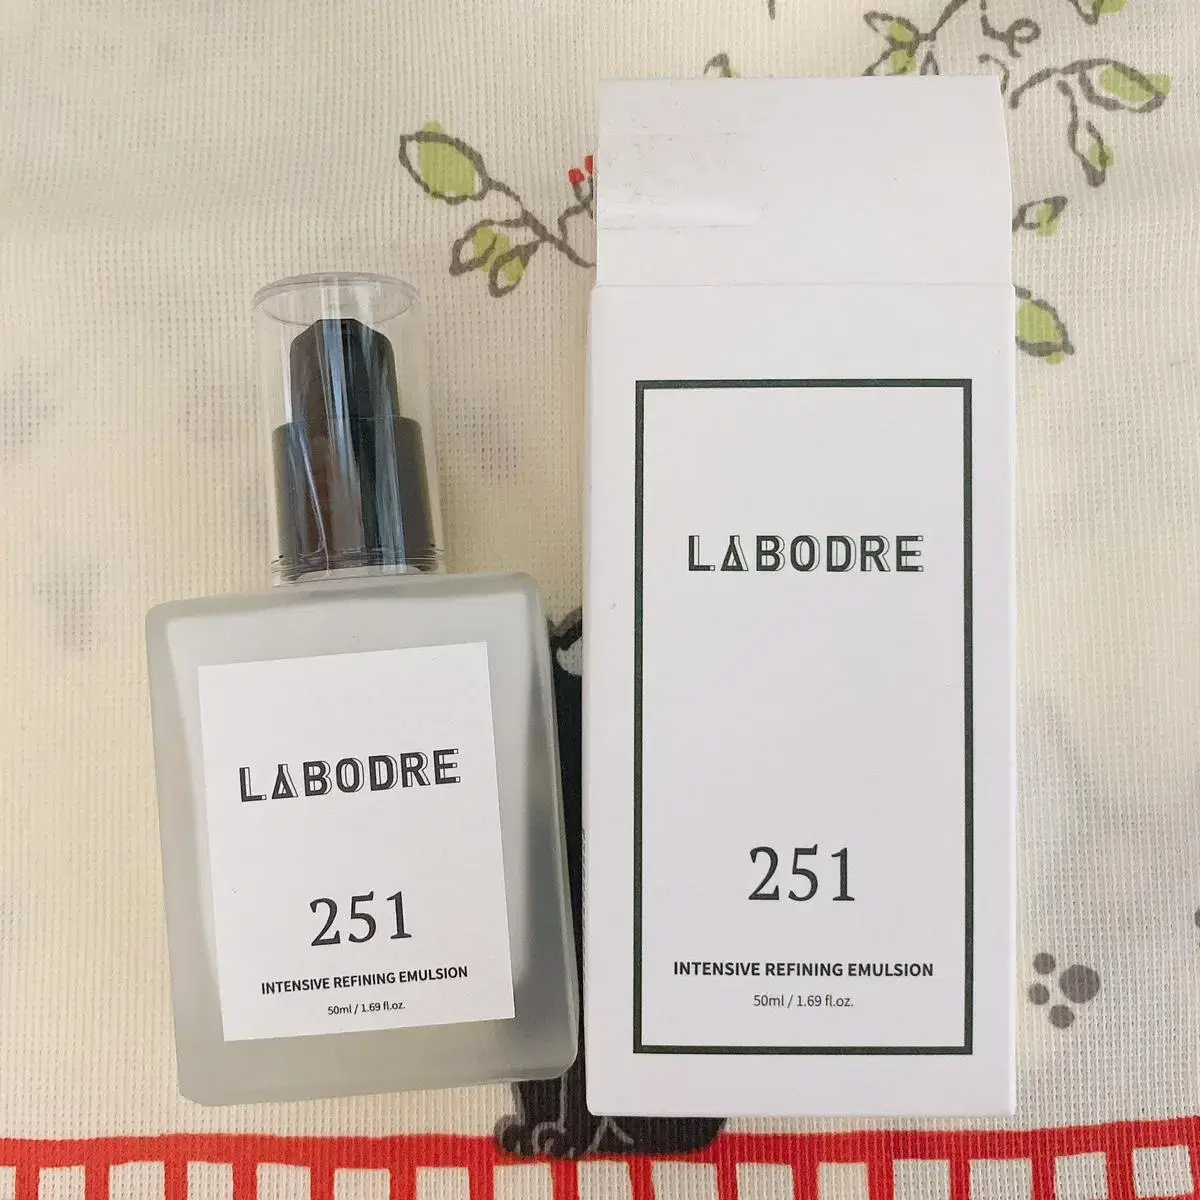 LABODRE
251
INTENSIVE REFINING EMULSION
50ml / 1.69 fl.oz.
LABODRE
251
INTENSIVE REFINING EMULSION
50ml / 1.69 fl.oz.